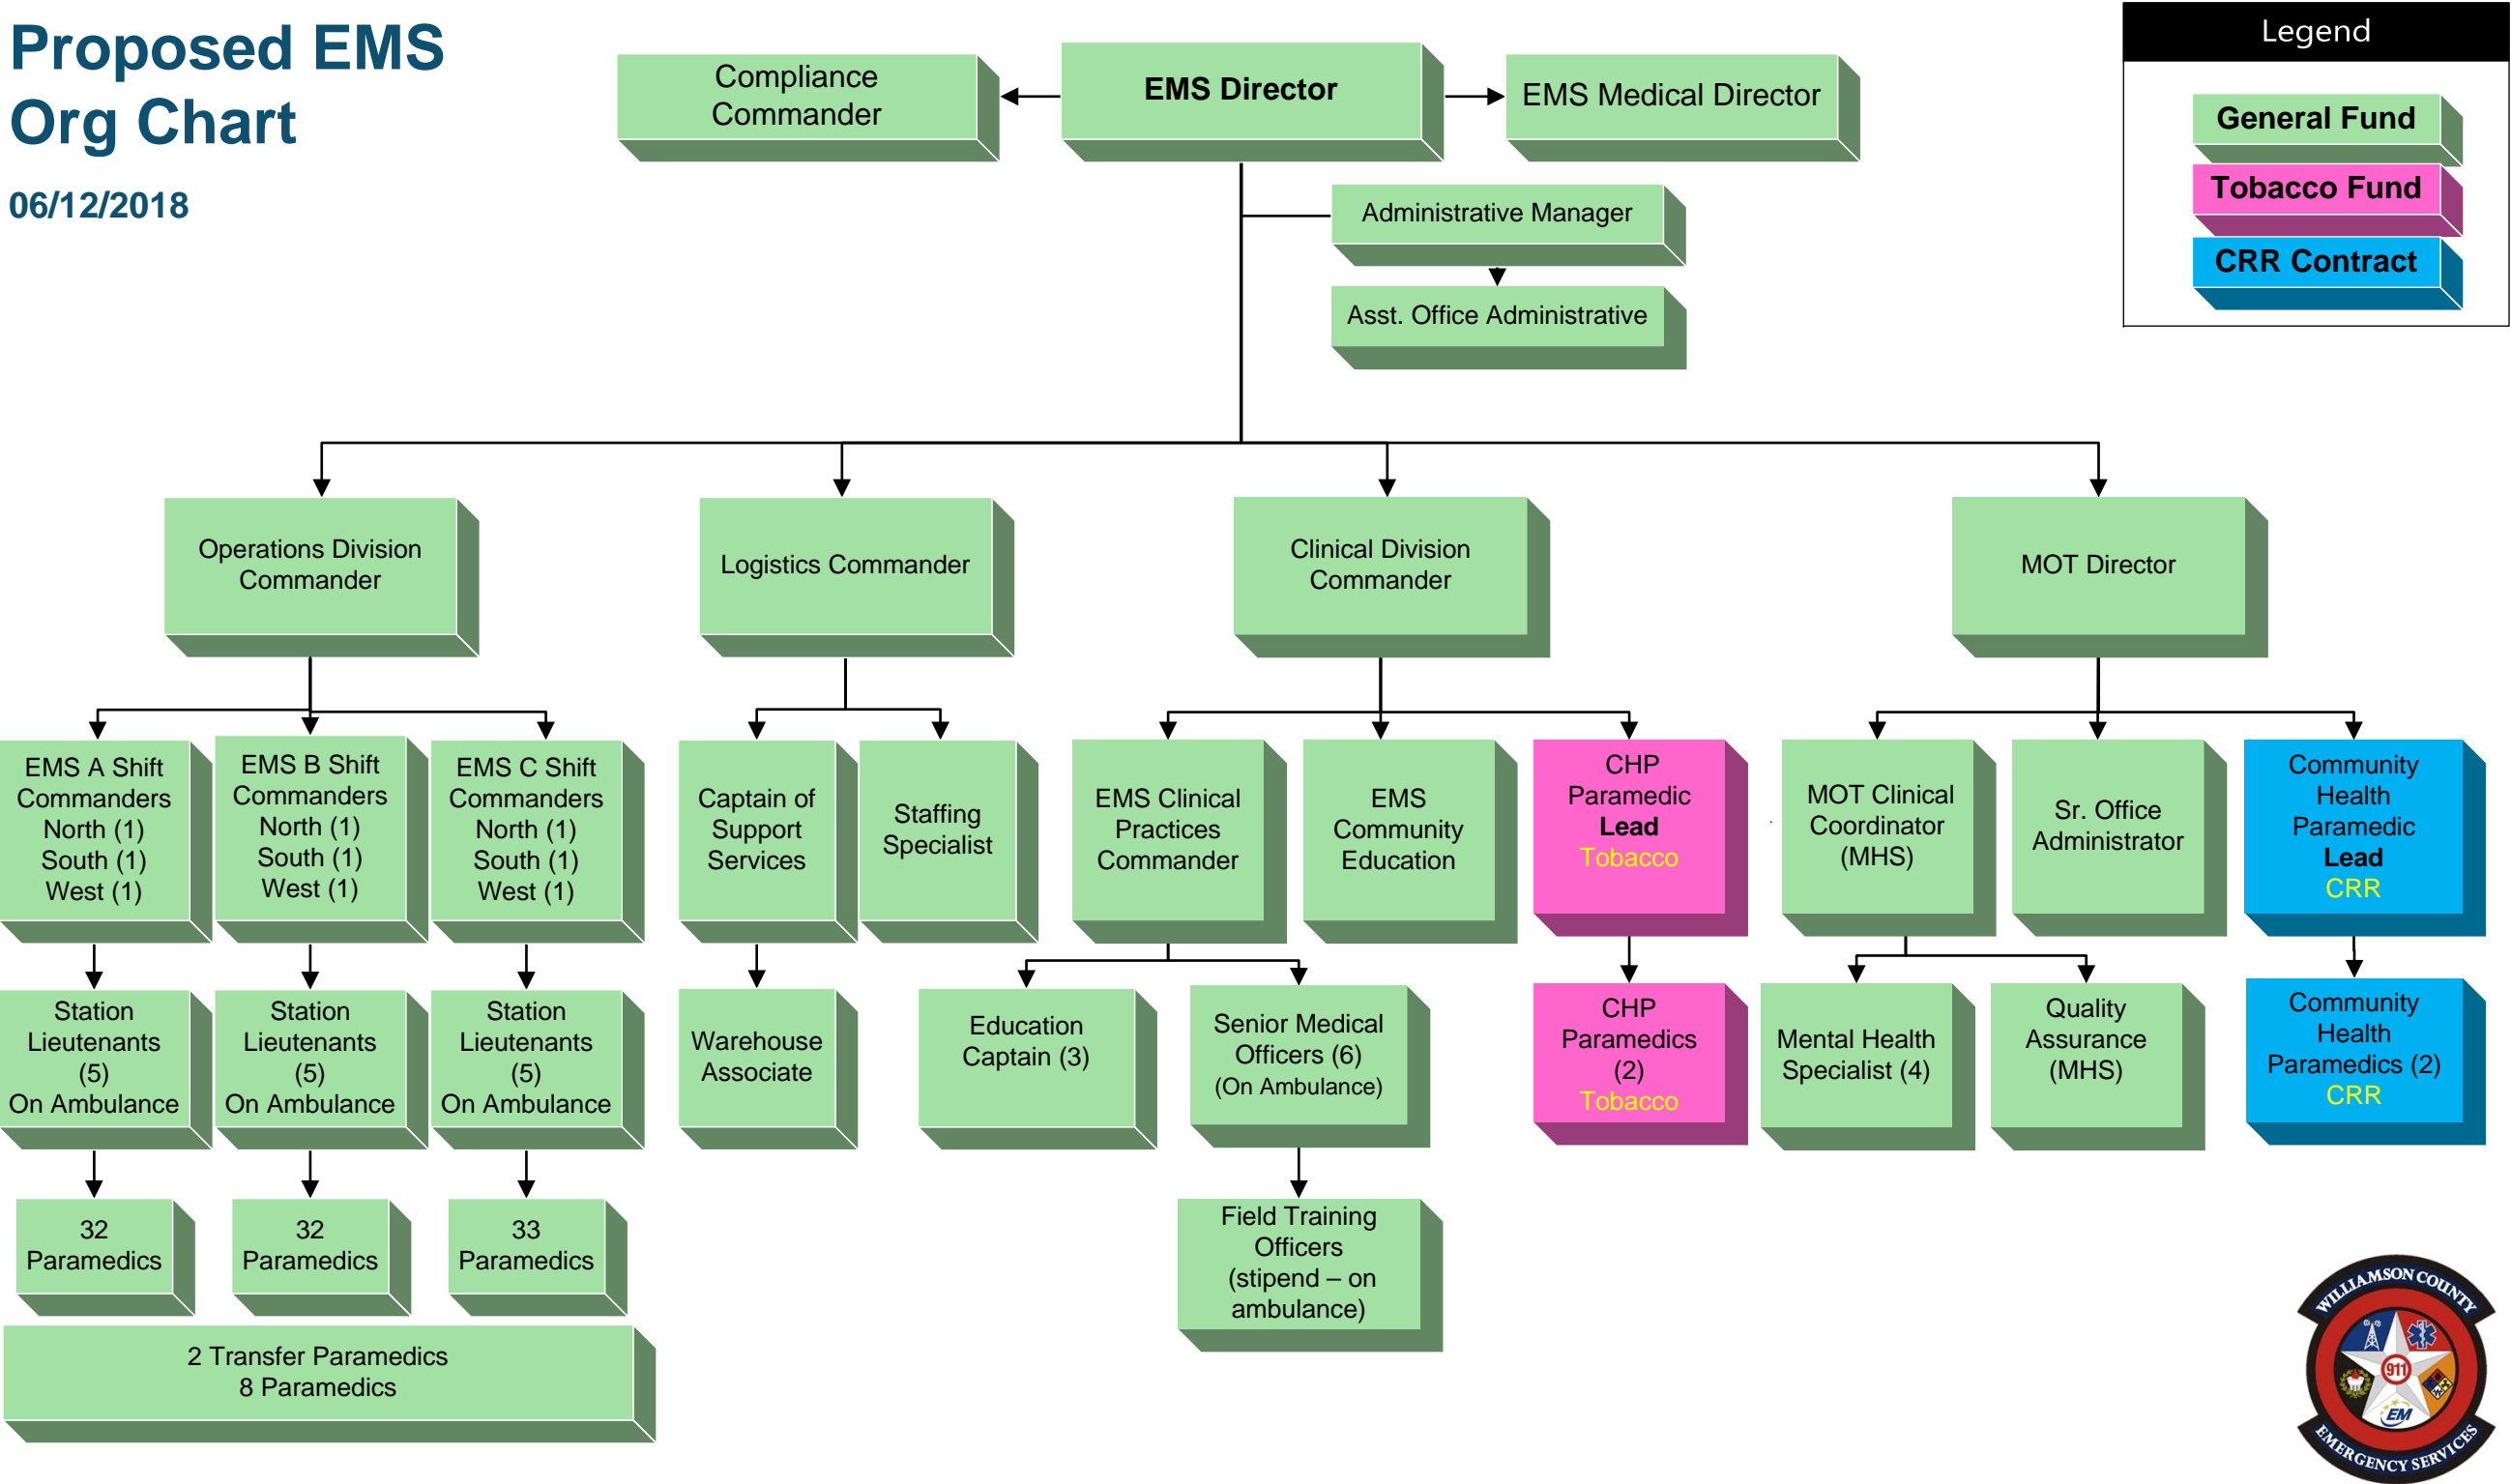 Proposed EMS
Org Chart
06/12/2018
Compliance
Commander
EMS Director
EMS Medical Director
Administrative Manager
Asst. Office Administrative
Legend
General Fund
Tobacco Fund
CRR Contract
Operations Division
Commander
Logistics Commander
Clinical Division
Commander
MOT Director
EMS A Shift
Commanders
North (1)
South (1)
West (1)
EMS B Shift
Commanders
North (1)
South (1)
West (1)
EMS C Shift
Commanders
North (1)
South (1)
West (1)
Captain of
Support
Services
Staffing
Specialist
EMS Clinical
Practices
Commander
EMS
Community
Education
CHP
Paramedic
Lead
Tobacco
MOT Clinical
Coordinator
(MHS)
Sr. Office
Administrator
Community
Health
Paramedic
Lead
CRR
Station
Lieutenants
(5)
On Ambulance
Station
Lieutenants
(5)
On Ambulance
Station
Lieutenants
(5)
On Ambulance
Warehouse
Associate
Education
Captain (3)
Senior Medical
Officers (6)
(On Ambulance)
CHP
Paramedics
(2)
Tobacco
Mental Health
Specialist (4)
Quality
Assurance
(MHS)
Community
Health
Paramedics (2)
CRR
32
Paramedics
32
Paramedics
33
Paramedics
Field Training
Officers
(stipend – on
ambulance)
2 Transfer Paramedics
8 Paramedics
WILLIAMSON COUNTY
911
EM
EMERGENCY SERVICES